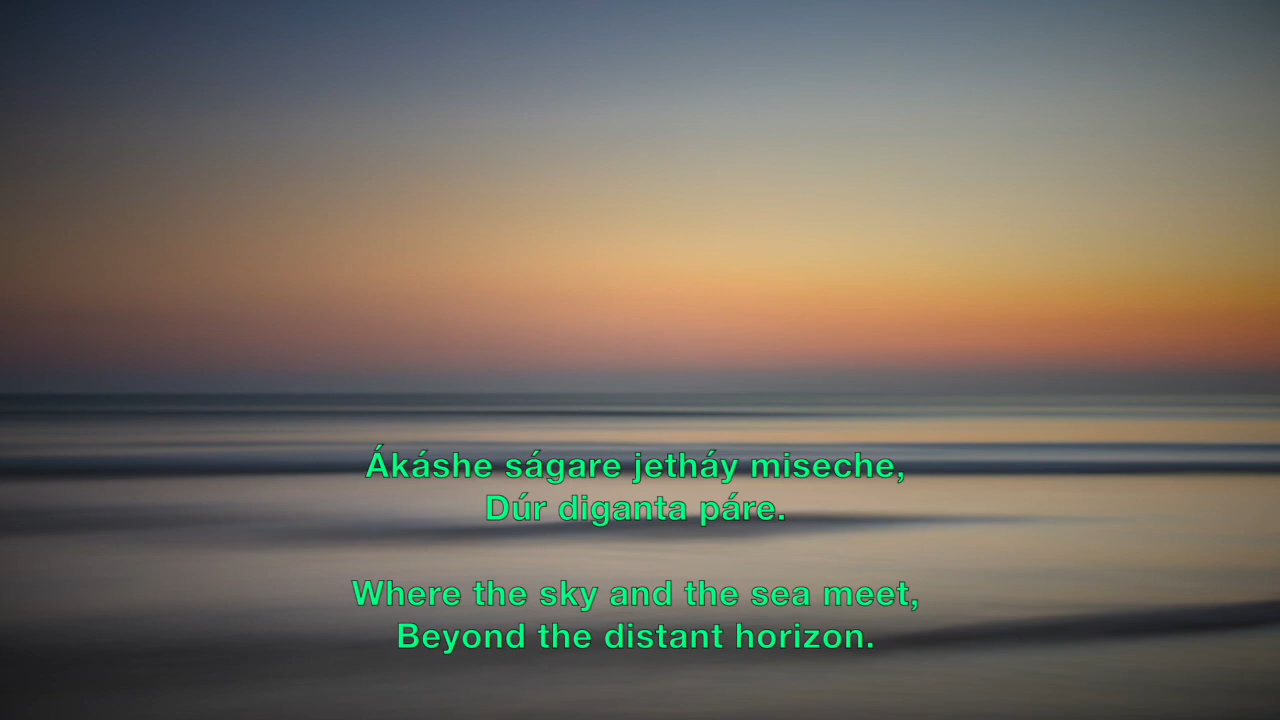 Ákáshe ságare jetháy miseche,
Dúr diganta páre.
Where the sky and the sea meet,
Beyond the distant horizon.